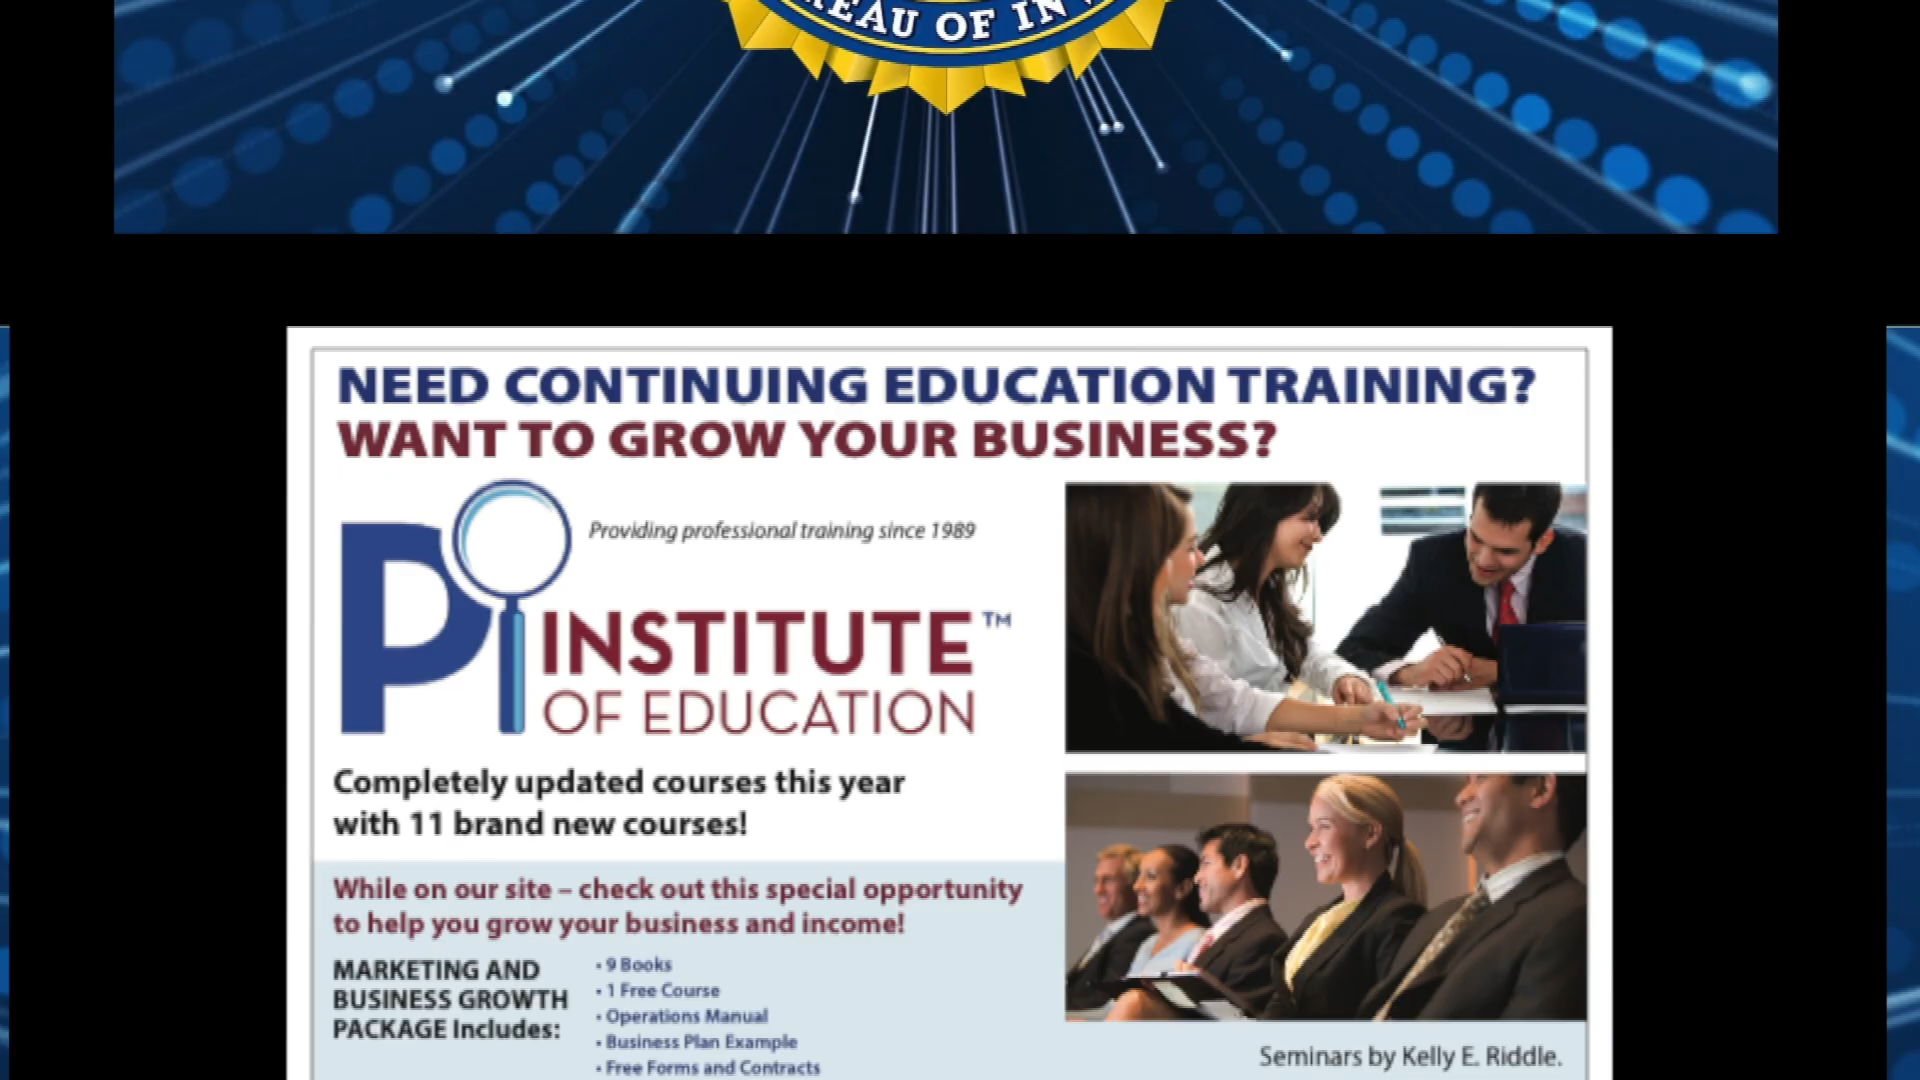 BUREAU OF INV
NEED CONTINUING EDUCATION TRAINING?
WANT TO GROW YOUR BUSINESS?
Providing professional training since 1989
Pi INSTITUTE™
OF EDUCATION
Completely updated courses this year
with 11 brand new courses!
While on our site – check out this special opportunity
to help you grow your business and income!
MARKETING AND
BUSINESS GROWTH
PACKAGE Includes:
• 9 Books
• 1 Free Course
• Operations Manual
• Business Plan Example
• Free Forms and Contracts
Seminars by Kelly E. Riddle.